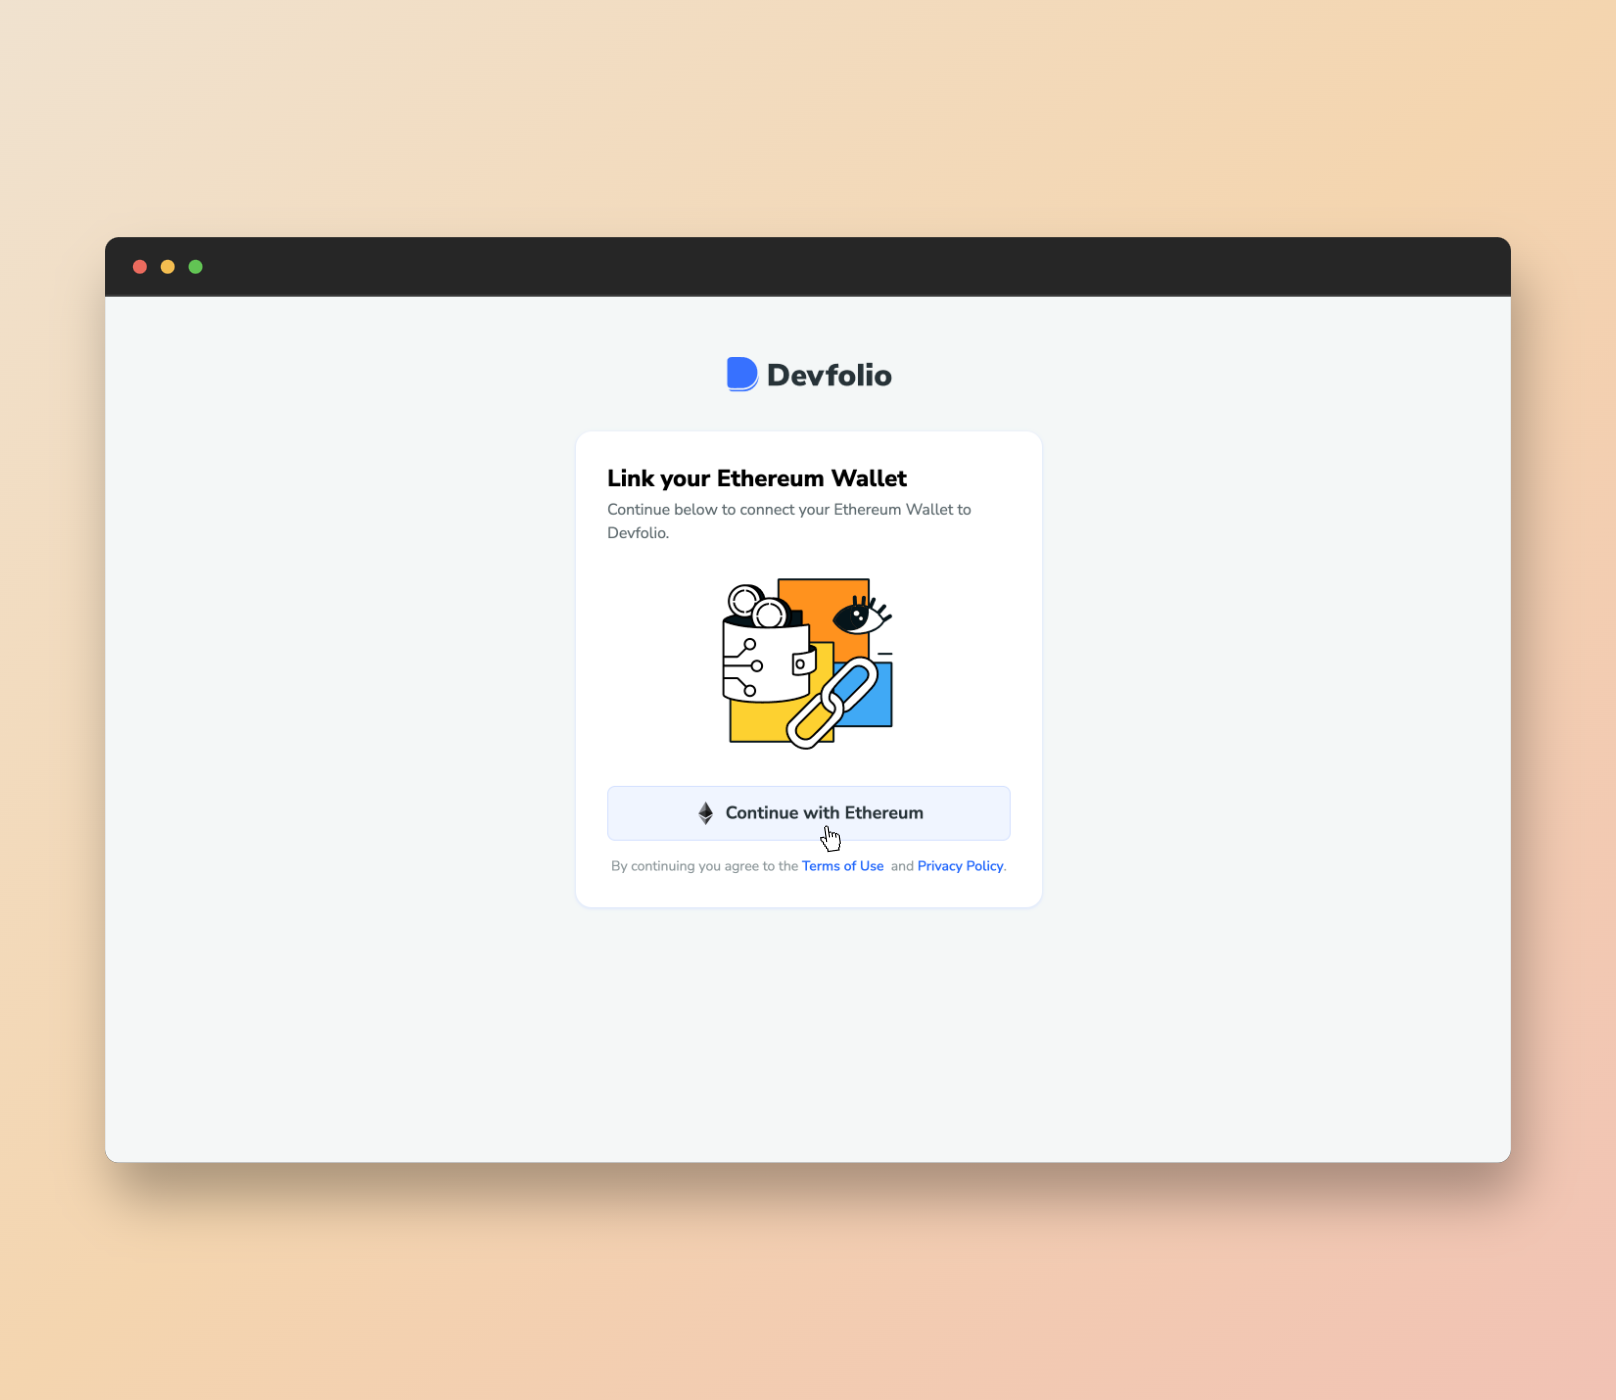 Devfolio
Link your Ethereum Wallet
Continue below to connect your Ethereum Wallet to
Devfolio.
Continue with Ethereum
By continuing you agree to the Terms of Use and Privacy Policy.